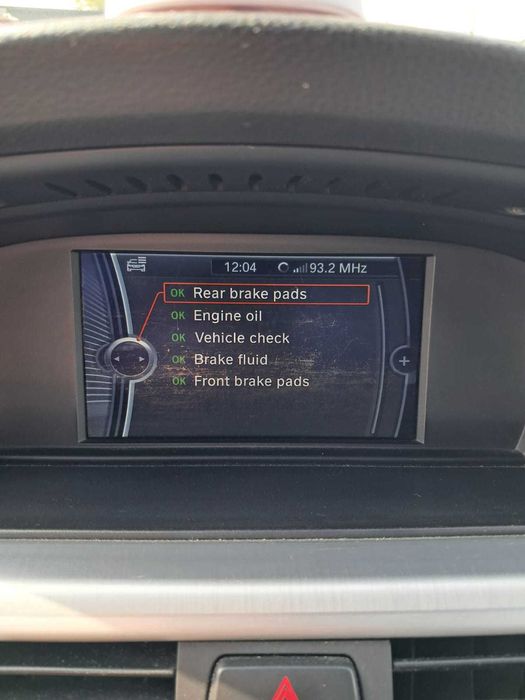 12:04 93.2 MHz
OK Rear brake pads
OK Engine oil
OK Vehicle check
OK Brake fluid
OK Front brake pads